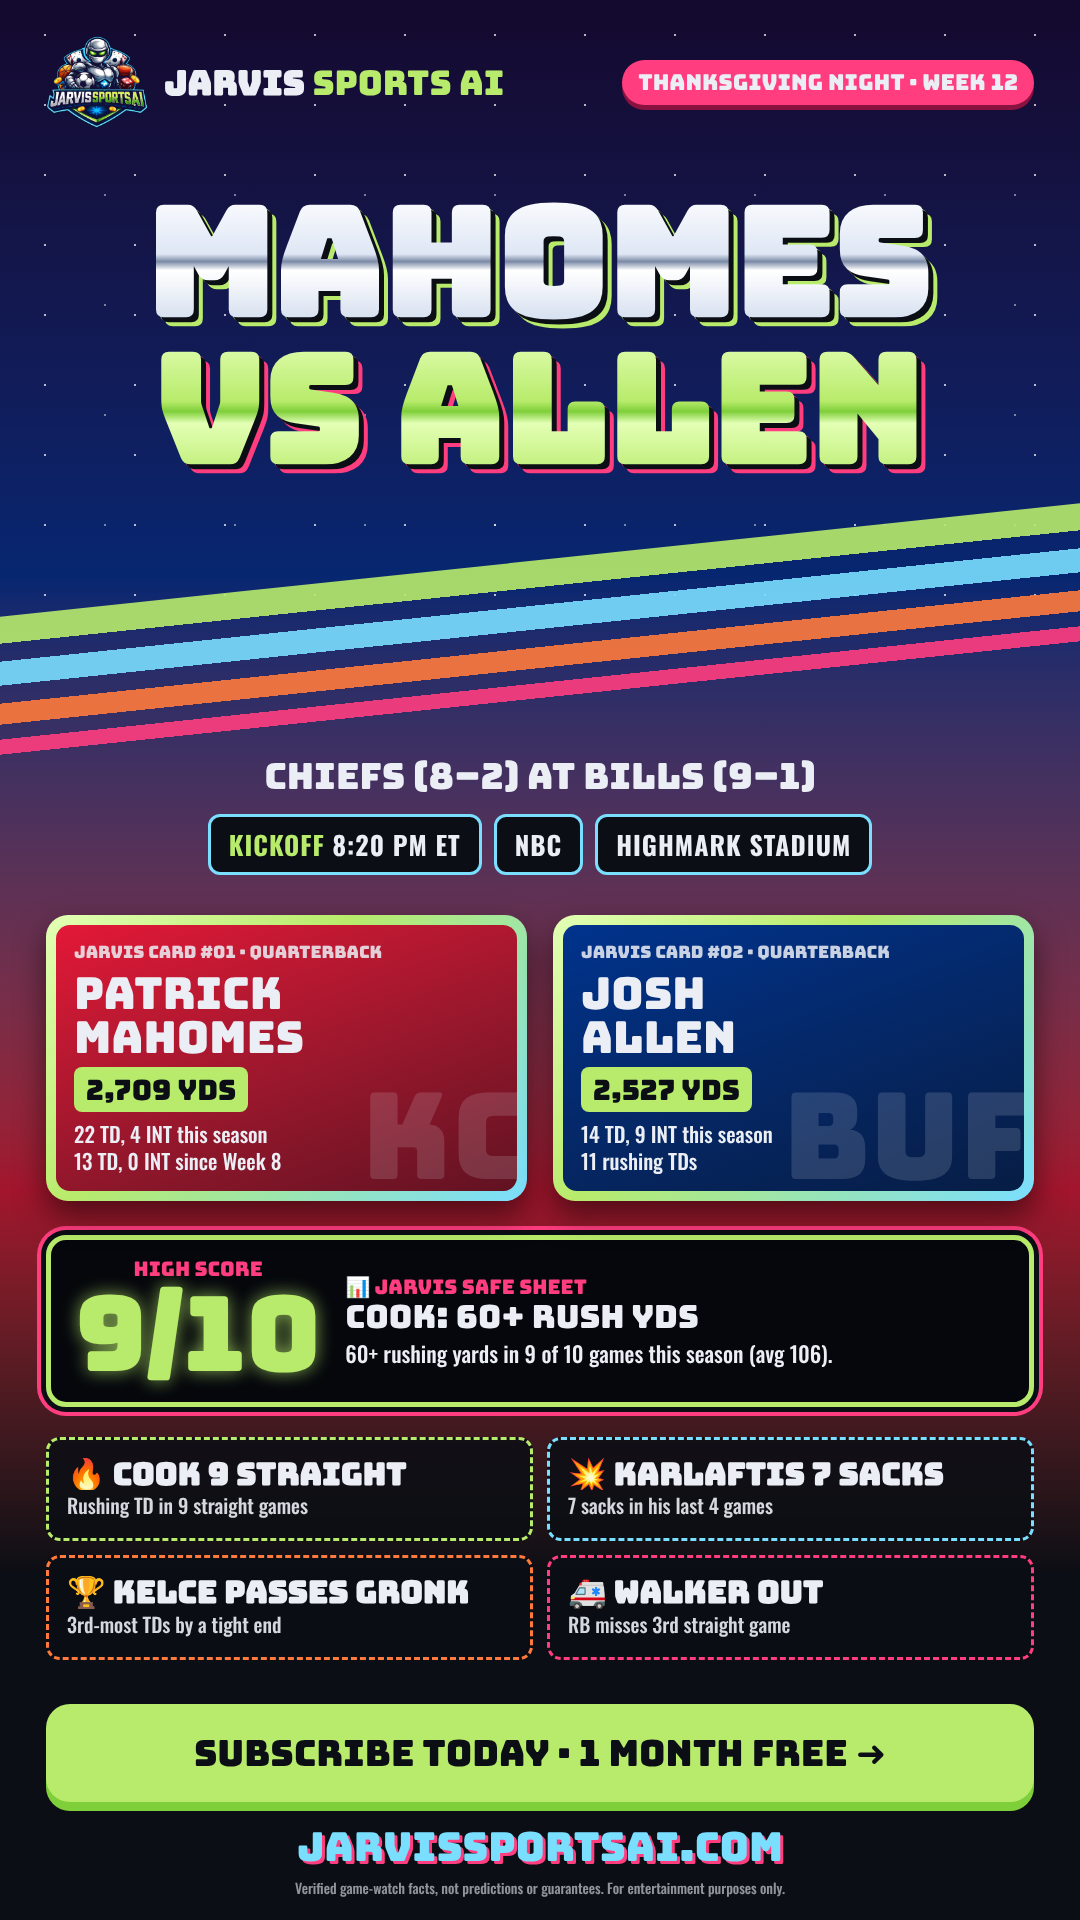 JARVISSPORTSAI
JARVIS SPORTS AI
THANKSGIVING NIGHT • WEEK 12
MAHOMES
VS ALLEN
CHIEFS (8–2) AT BILLS (9–1)
KICKOFF 8:20 PM ET
NBC
HIGHMARK STADIUM
JARVIS CARD #01 • QUARTERBACK
PATRICK
MAHOMES
2,709 YDS
22 TD, 4 INT this season
13 TD, 0 INT since Week 8
KC
JARVIS CARD #02 • QUARTERBACK
JOSH
ALLEN
2,527 YDS
14 TD, 9 INT this season
11 rushing TDs
BUF
HIGH SCORE
9/10
📊 JARVIS SAFE SHEET
COOK: 60+ RUSH YDS
60+ rushing yards in 9 of 10 games this season (avg 106).
🔥 COOK 9 STRAIGHT
Rushing TD in 9 straight games
💥 KARLAFTIS 7 SACKS
7 sacks in his last 4 games
🏆 KELCE PASSES GRONK
3rd-most TDs by a tight end
🚑 WALKER OUT
RB misses 3rd straight game
SUBSCRIBE TODAY • 1 MONTH FREE →
JARVISSPORTSAI.COM
Verified game-watch facts, not predictions or guarantees. For entertainment purposes only.